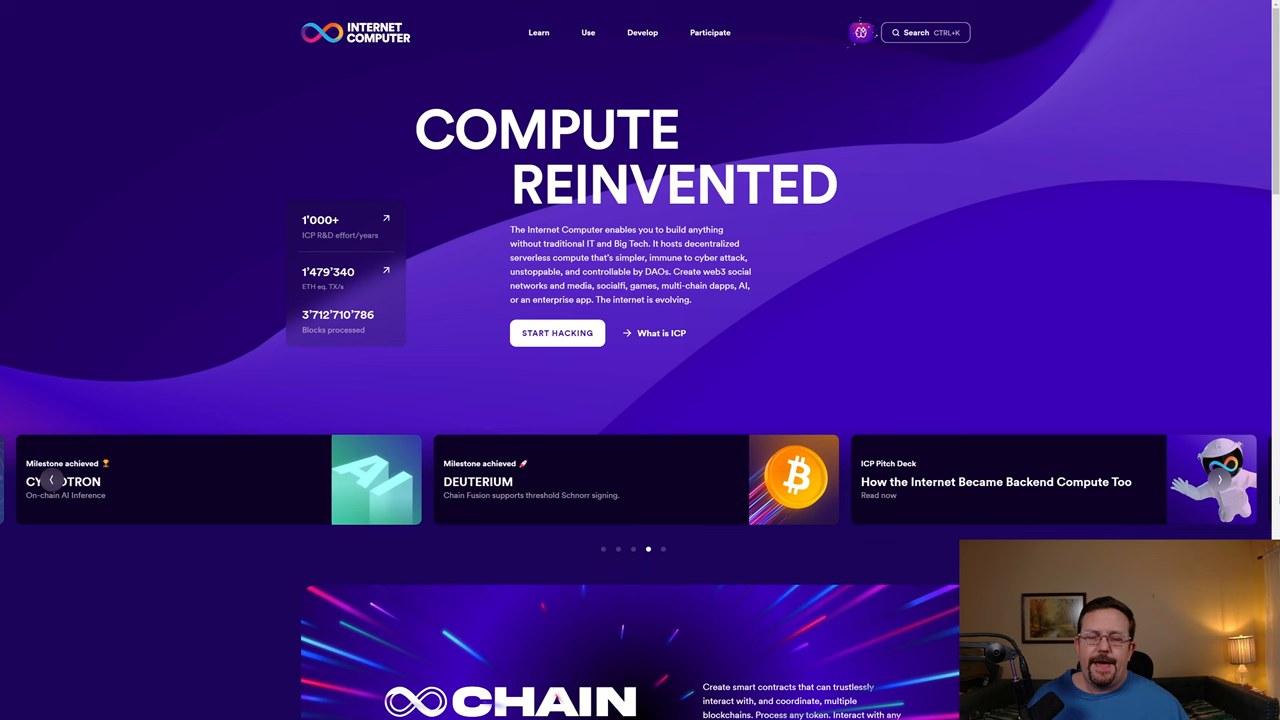 INTERNET
COMPUTER
Learn
Use
Develop
Participate
Search CTRL+K
COMPUTE
REINVENTED
1'000+
ICP R&D effort/years
1'479'340
ETH eq. TX/s
3'712'710'786
Blocks processed
The Internet Computer enables you to build anything
without traditional IT and Big Tech. It hosts decentralized
serverless compute that's simpler, immune to cyber attack,
unstoppable, and controllable by DAOs. Create web3 social
networks and media, socialfi, games, multi-chain dapps, AI,
or an enterprise app. The internet is evolving.
START HACKING
What is ICP
Milestone achieved 🏆
On-chain AI Inference
AI
Milestone achieved 🚀
DEUTERIUM
Chain Fusion supports threshold Schnorr signing.
ICP Pitch Deck
How the Internet Became Backend Compute Too
Read now
CHAIN
Create smart contracts that can trustlessly
interact with, and coordinate, multiple
blockchains. Process any token. Interact with any